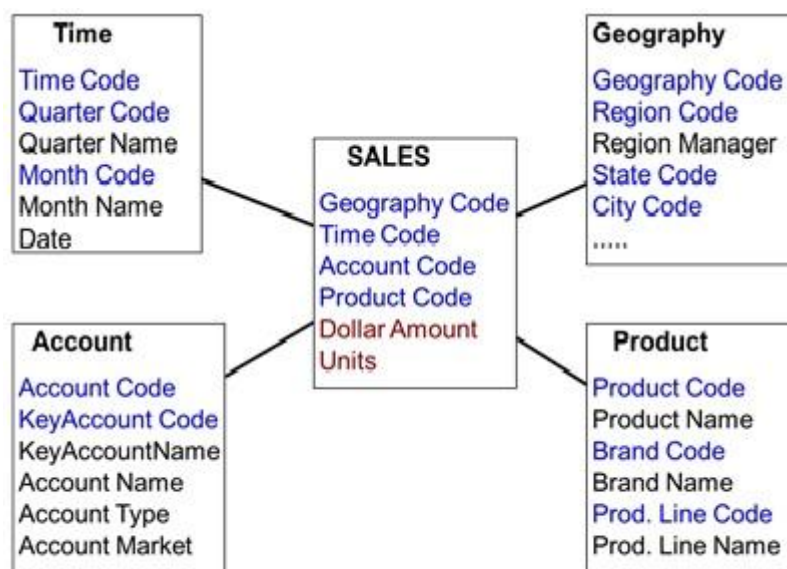 Time
Time Code
Quarter Code
Quarter Name
Month Code
Month Name
Date
Geography
Geography Code
Region Code
Region Manager
State Code
City Code
.....
SALES
Geography Code
Time Code
Account Code
Product Code
Dollar Amount
Units
Account
Account Code
KeyAccount Code
KeyAccountName
Account Name
Account Type
Account Market
Product
Product Code
Product Name
Brand Code
Brand Name
Prod. Line Code
Prod. Line Name